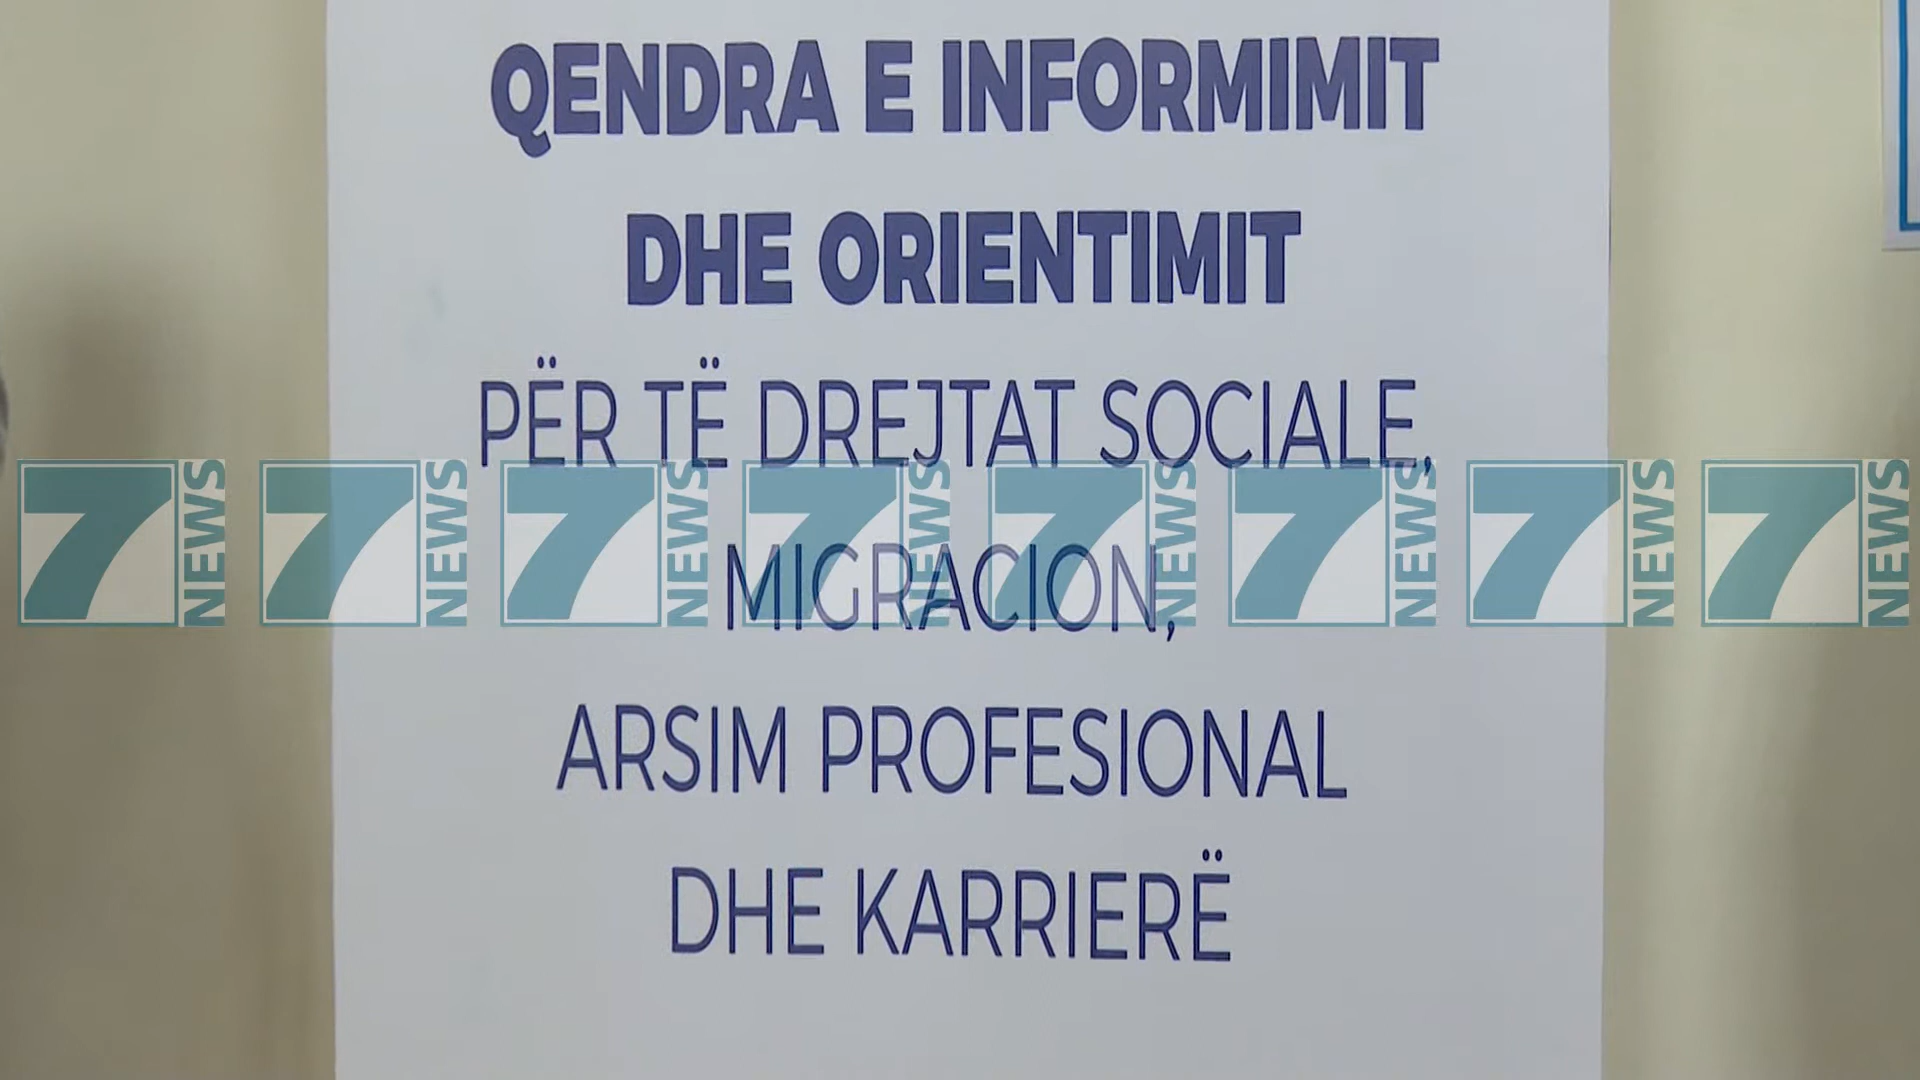 QENDRA E INFORMIMIT
DHE ORIENTIMIT
PËR TË DREJTAT SOCIALE,
7 NEWS 7 NEWS 7 NEWS 7 NEWS 7 NEWS 7 NEWS 7 NEWS 7 NEWS
MIGRACION,
ARSIM PROFESIONAL
DHE KARRIERË